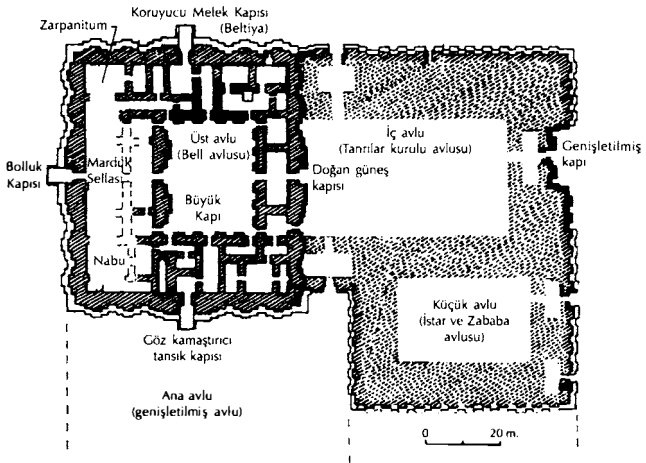 Koruyucu Melek Kapısı
(Beltiya)
Zarpanitum
Üst avlu
(Bell avlusu)
İç avlu
(Tanrılar kurulu avlusu)
Genişletilmiş
kapı
Bolluk
Kapısı
Marduk
Sellası
Doğan güneş
kapısı
Büyük
Kapı
Nabu
Küçük avlu
(İstar ve Zababa
avlusu)
Göz kamaştırıcı
tansık kapısı
Ana avlu
(genişletilmiş avlu)
0 20 m.